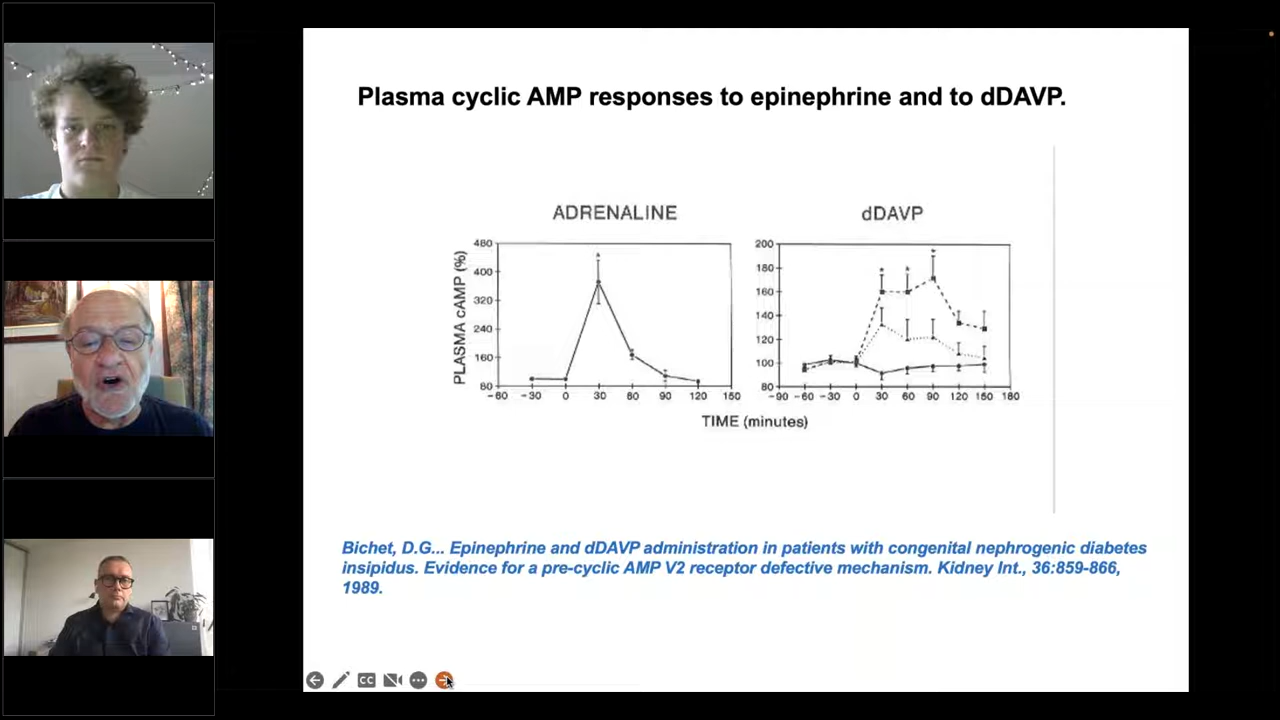 Plasma cyclic AMP responses to epinephrine and to dDAVP.
ADRENALINE
dDAVP
PLASMA cAMP (%)
480
400
320
240
160
80
-60 -30 0 30 60 90 120 150
200
180
160
140
120
100
80
-90 -60 -30 0 30 60 90 120 150 180
TIME (minutes)
Bichet, D.G... Epinephrine and dDAVP administration in patients with congenital nephrogenic diabetes
insipidus. Evidence for a pre-cyclic AMP V2 receptor defective mechanism. Kidney Int., 36:859-866,
1989.
CC